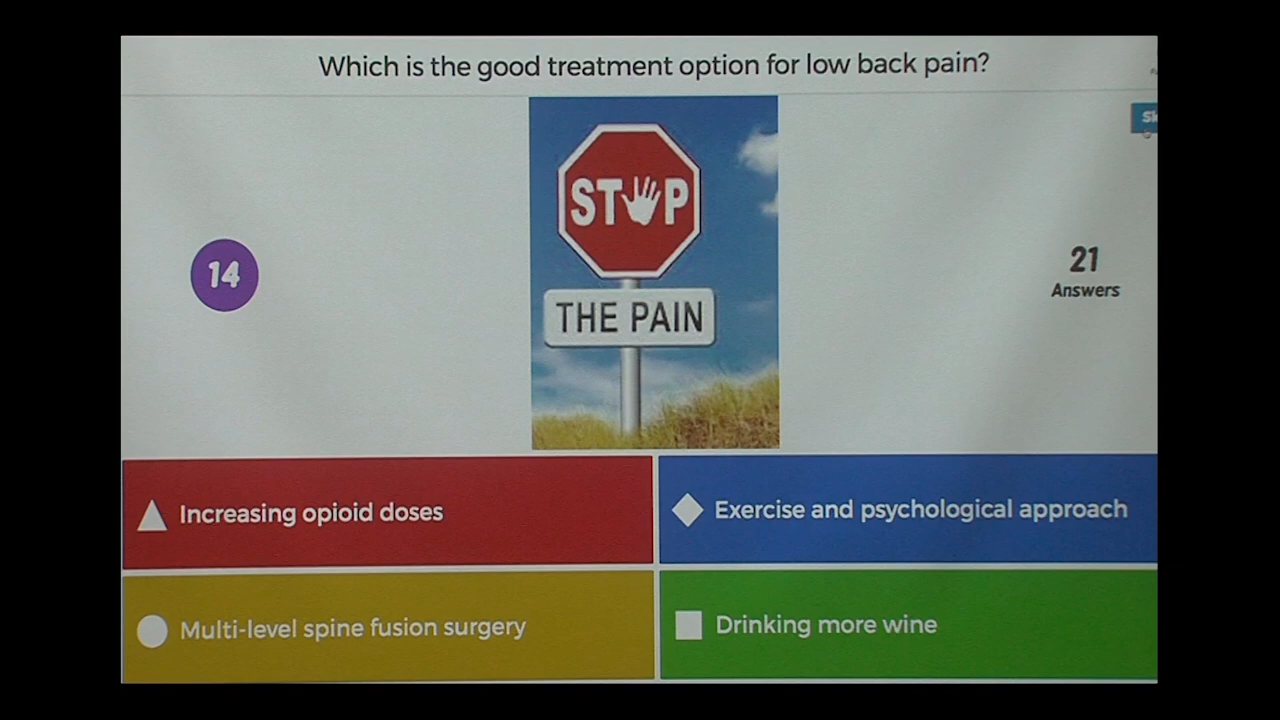 Which is the good treatment option for low back pain?
STOP
THE PAIN
14
21
Answers
Increasing opioid doses
Exercise and psychological approach
Multi-level spine fusion surgery
Drinking more wine